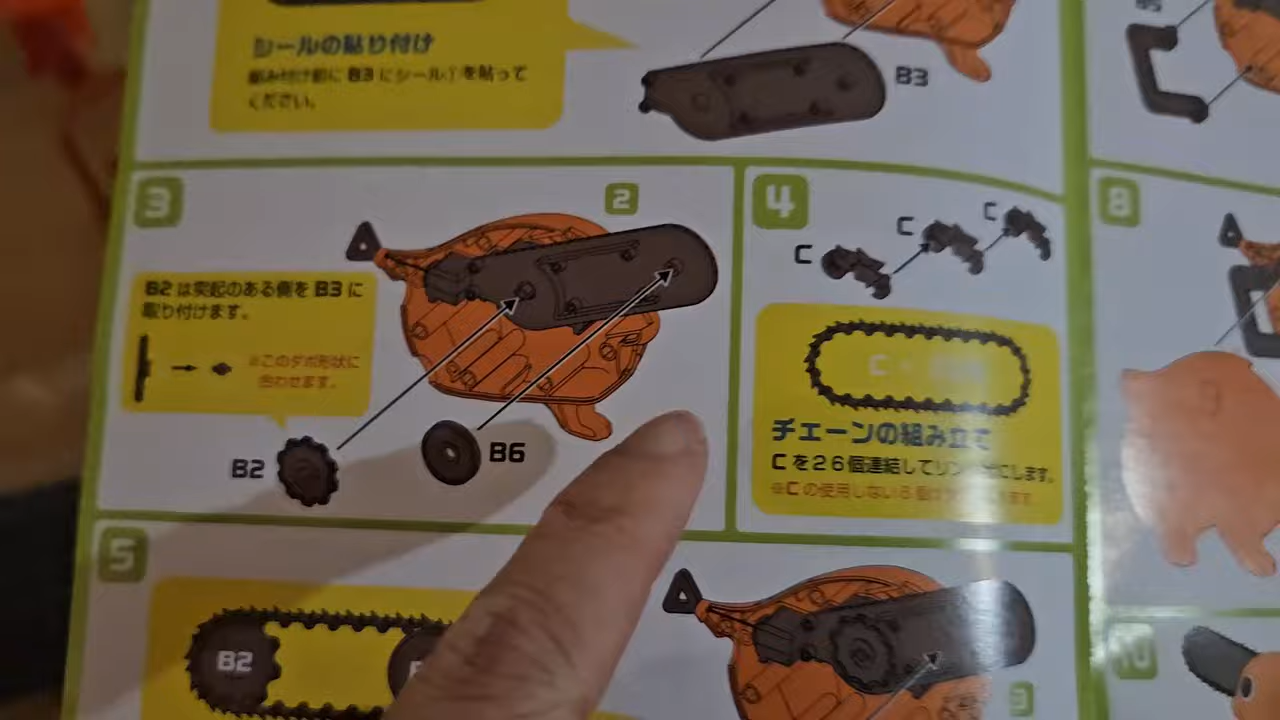 シールの貼り付け
組み付け前に B3 にシール①を貼って
ください。
B3
B5
3
2
B2 は突起のある側を B3 に
取り付けます。
※このダボ形状に
合わせます。
B2
B6
4
C
C
C
チェーンの組み立て
C を26個連結してリング状にします。
8
5
B2
3
10